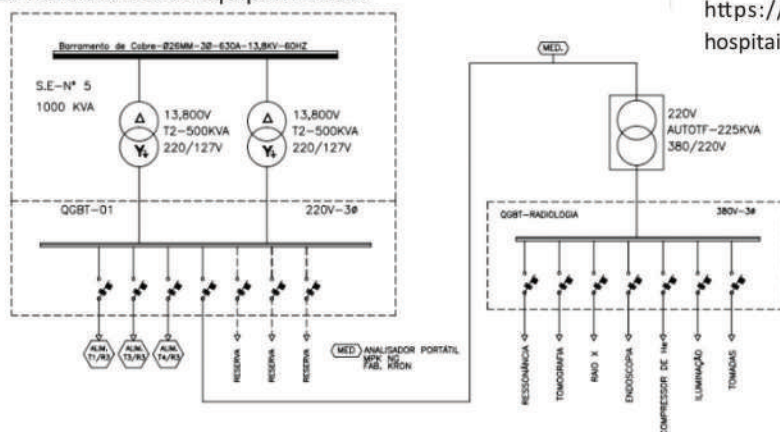 https://
hospitai
Barramento de Cobre-Ø26MM-3Ø-630A-13,8KV-60HZ
S.E-N° 5
1000 KVA
Δ
13,800V
T2-500KVA
220/127V
Y
Δ
13,800V
T2-500KVA
220/127V
Y
QGBT-01
220V-3Ø
ALIM.
T1/R3
ALIM.
T3/R3
ALIM.
T4/R3
RESERVA
RESERVA
RESERVA
MED
ANALISADOR PORTÁTIL
MPK NG
FAB. KRON
MED.
220V
AUTOTF-225KVA
380/220V
QGBT-RADIOLOGIA
380V-3Ø
RESSONÂNCIA
TOMOGRAFIA
RAIO X
ENDOSCOPIA
COMPRESSOR DE He
ILUMINAÇÃO
TOMADAS